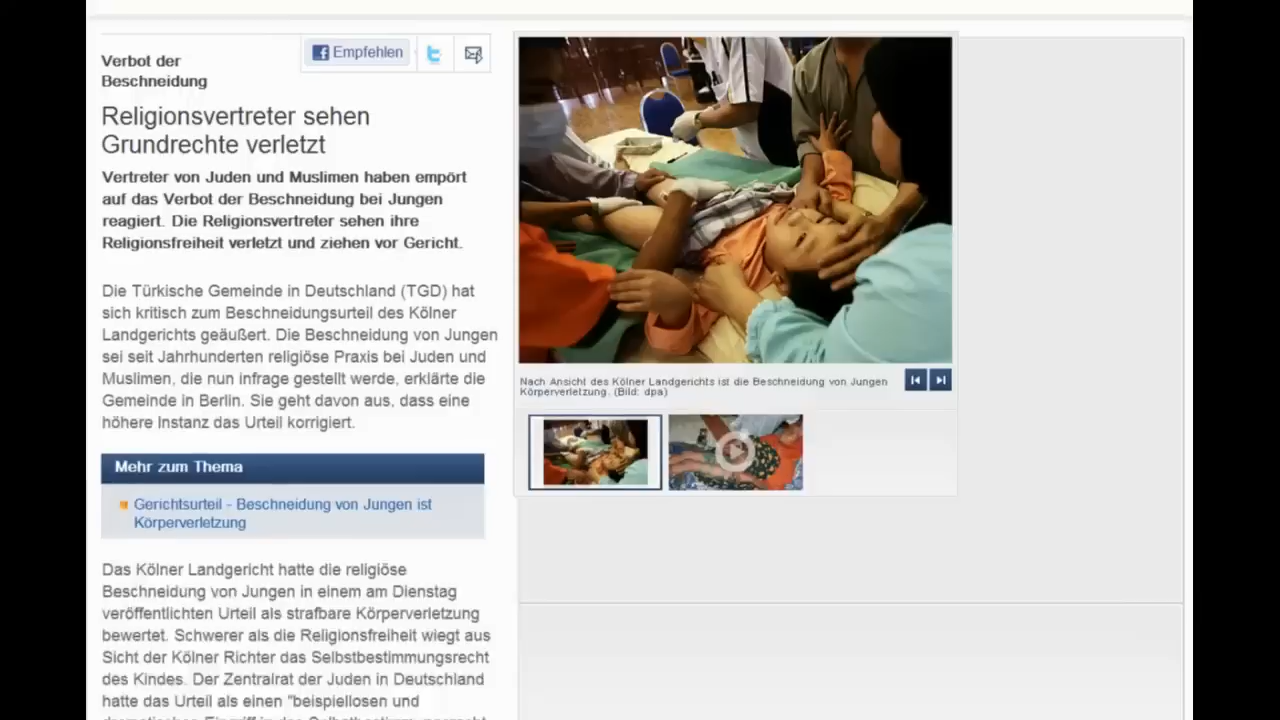 Verbot der
Beschneidung
Empfehlen
Religionsvertreter sehen
Grundrechte verletzt
Vertreter von Juden und Muslimen haben empört
auf das Verbot der Beschneidung bei Jungen
reagiert. Die Religionsvertreter sehen ihre
Religionsfreiheit verletzt und ziehen vor Gericht.
Die Türkische Gemeinde in Deutschland (TGD) hat
sich kritisch zum Beschneidungsurteil des Kölner
Landgerichts geäußert. Die Beschneidung von Jungen
sei seit Jahrhunderten religiöse Praxis bei Juden und
Muslimen, die nun infrage gestellt werde, erklärte die
Gemeinde in Berlin. Sie geht davon aus, dass eine
höhere Instanz das Urteil korrigiert.
Mehr zum Thema
Gerichtsurteil - Beschneidung von Jungen ist
Körperverletzung
Das Kölner Landgericht hatte die religiöse
Beschneidung von Jungen in einem am Dienstag
veröffentlichten Urteil als strafbare Körperverletzung
bewertet. Schwerer als die Religionsfreiheit wiegt aus
Sicht der Kölner Richter das Selbstbestimmungsrecht
des Kindes. Der Zentralrat der Juden in Deutschland
hatte das Urteil als einen "beispiellosen und
Nach Ansicht des Kölner Landgerichts ist die Beschneidung von Jungen
Körperverletzung. (Bild: dpa)